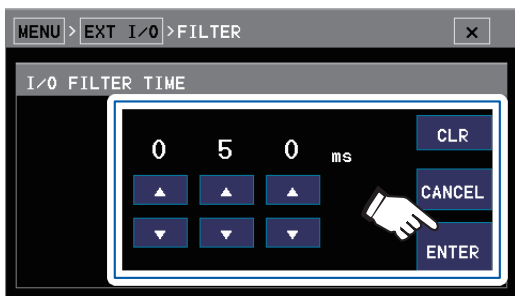 MENU > EXT I/O > FILTER ×
I/O FILTER TIME
0 5 0 ms
CLR
CANCEL
ENTER